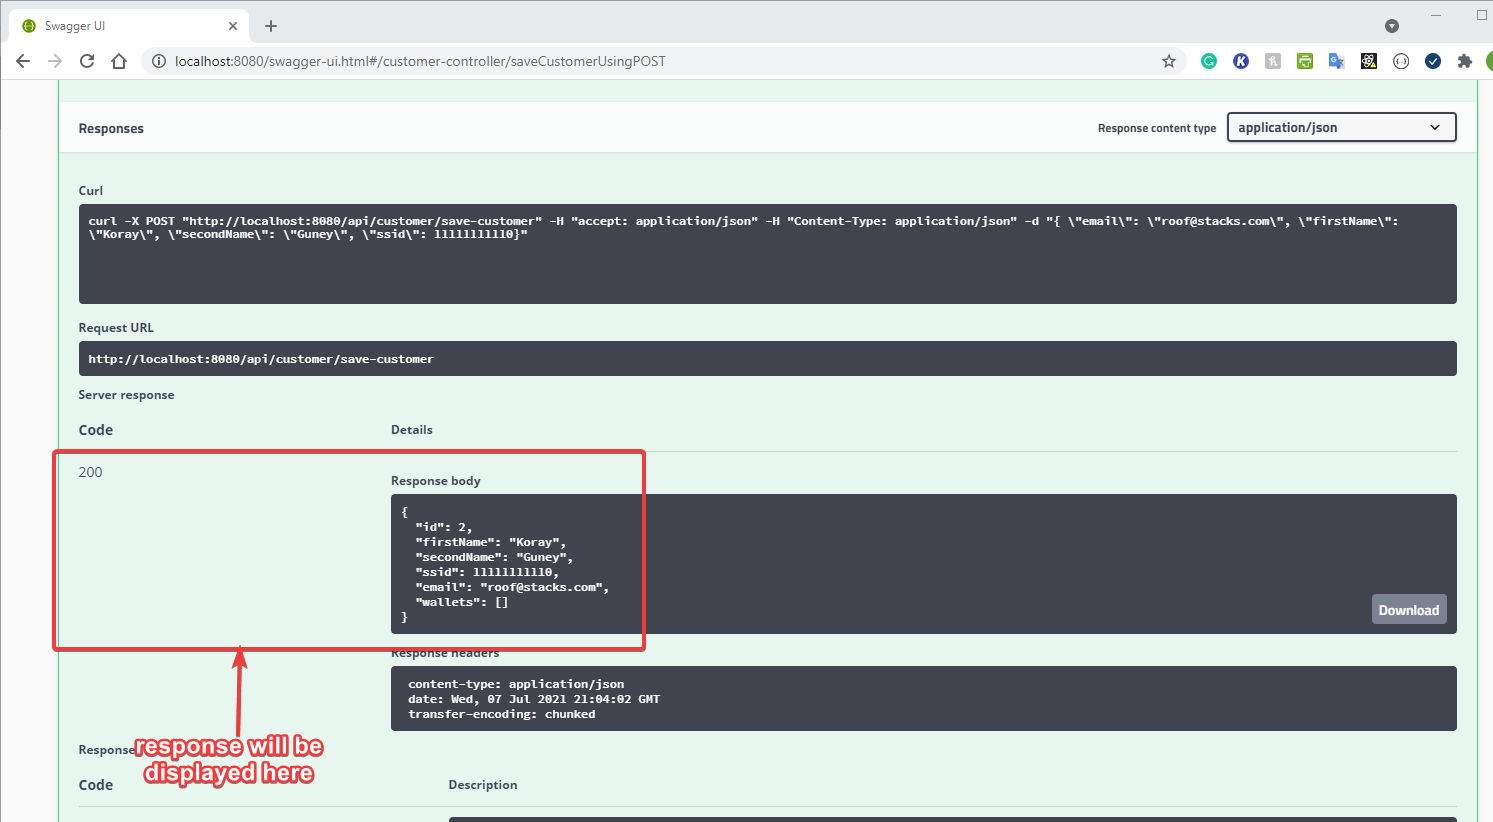 Swagger UI
localhost:8080/swagger-ui.html#/customer-controller/saveCustomerUsingPOST
Responses
Response content type
application/json
Curl
curl -X POST "http://localhost:8080/api/customer/save-customer" -H "accept: application/json" -H "Content-Type: application/json" -d "{ \"email\": \"roof@stacks.com\", \"firstName\":
\"Koray\", \"secondName\": \"Guney\", \"ssid\": 11111111110}"
Request URL
http://localhost:8080/api/customer/save-customer
Server response
Code
Details
200
Response body
{
"id": 2,
"firstName": "Koray",
"secondName": "Guney",
"ssid": 11111111110,
"email": "roof@stacks.com",
"wallets": []
}
Download
Response headers
content-type: application/json
date: Wed, 07 Jul 2021 21:04:02 GMT
transfer-encoding: chunked
Response
response will be
displayed here
Code
Description